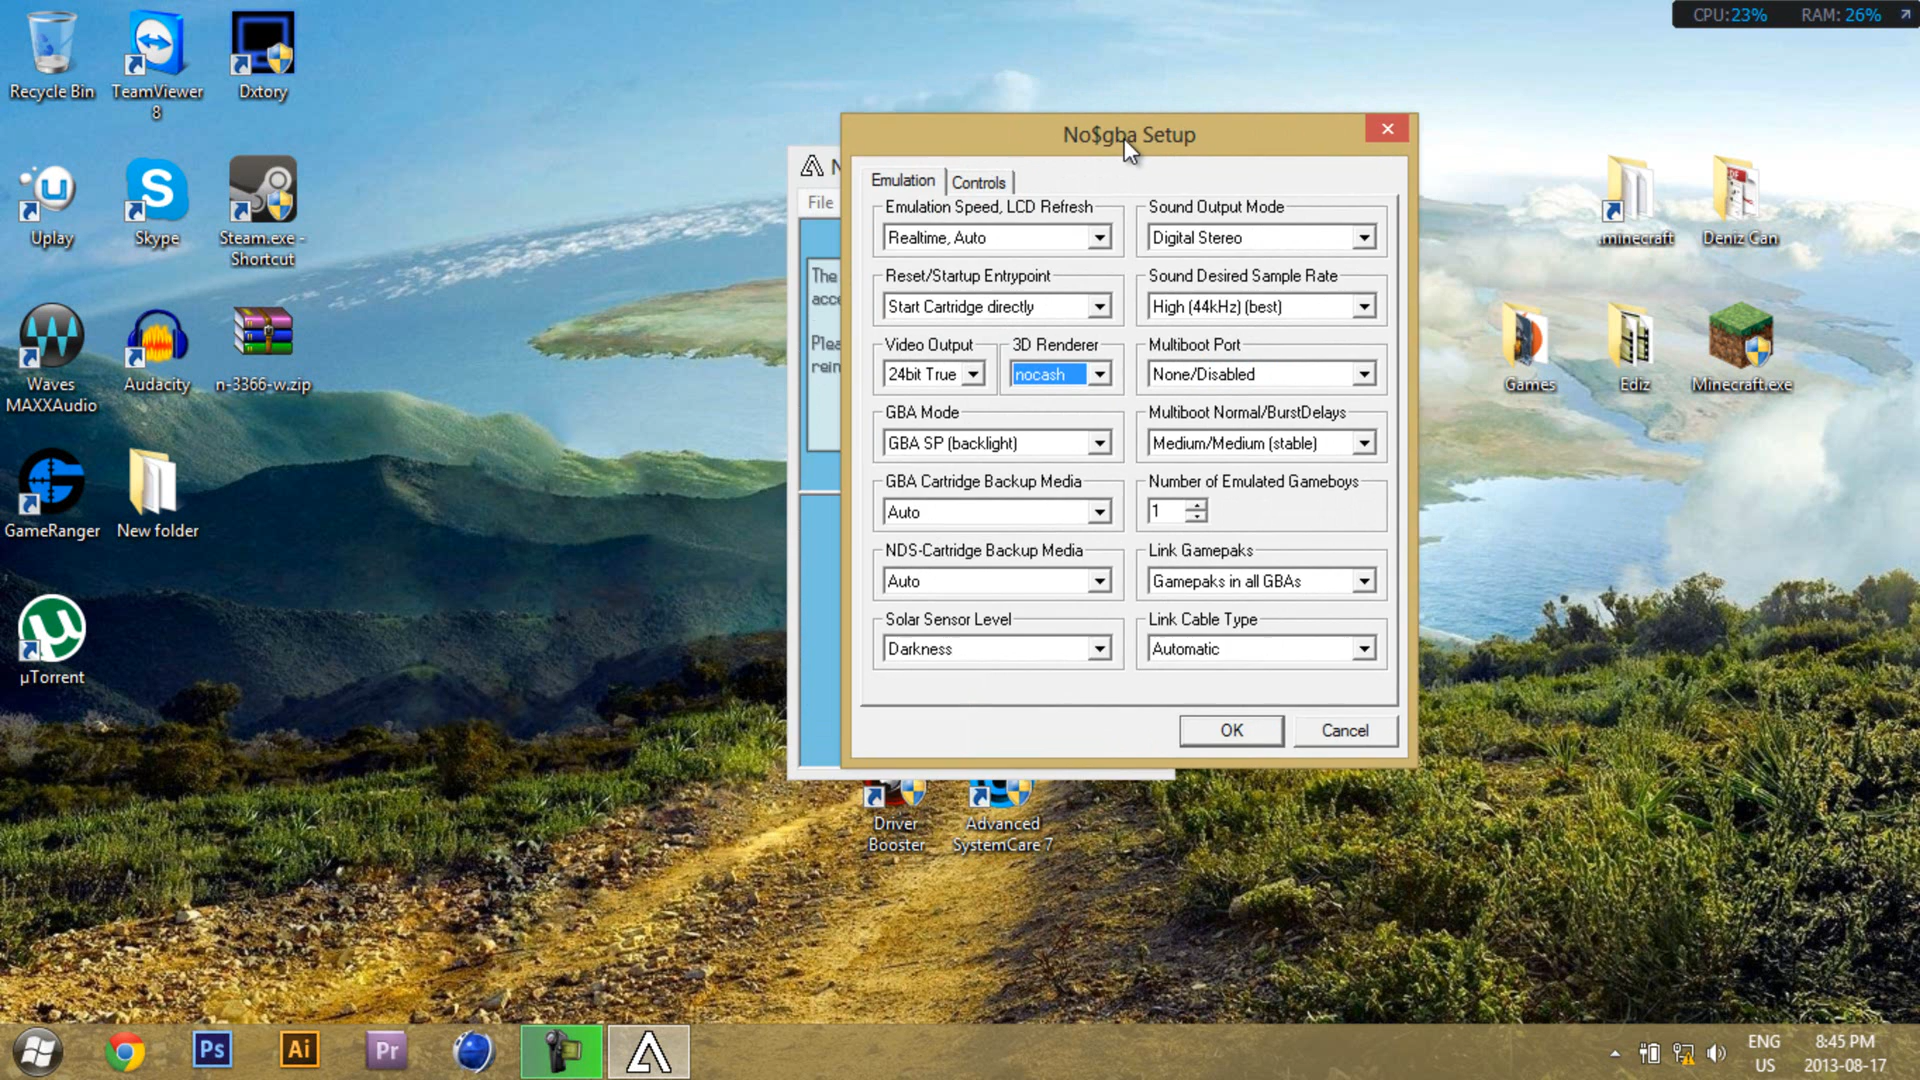 CPU:23% RAM: 26%
Recycle Bin
TeamViewer
8
Dxtory
Uplay
Skype
Steam.exe -
Shortcut
Waves
MAXXAudio
Audacity
n-3366-w.zip
GameRanger
New folder
µTorrent
File
The
acce
Plea
rein
No$gba Setup
Emulation
Controls
Emulation Speed, LCD Refresh
Realtime, Auto
Sound Output Mode
Digital Stereo
Reset/Startup Entrypoint
Start Cartridge directly
Sound Desired Sample Rate
High (44kHz) (best)
Video Output
24bit True
3D Renderer
nocash
Multiboot Port
None/Disabled
GBA Mode
GBA SP (backlight)
Multiboot Normal/BurstDelays
Medium/Medium (stable)
GBA Cartridge Backup Media
Auto
Number of Emulated Gameboys
1
NDS-Cartridge Backup Media
Auto
Link Gamepaks
Gamepaks in all GBAs
Solar Sensor Level
Darkness
Link Cable Type
Automatic
OK
Cancel
.minecraft
Deniz Can
Games
Ediz
Minecraft.exe
Driver
Booster
Advanced
SystemCare 7
Ps
Ai
Pr
ENG
US
8:45 PM
2013-08-17